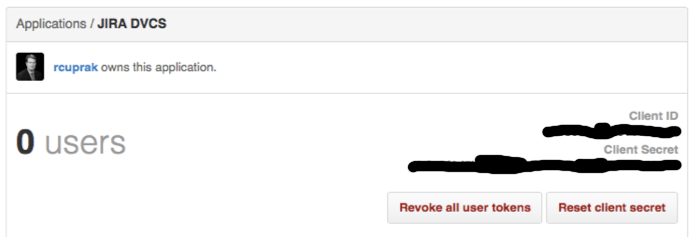 Applications / JIRA DVCS
rcuprak owns this application.
0 users
Client ID
Client Secret
Revoke all user tokens
Reset client secret